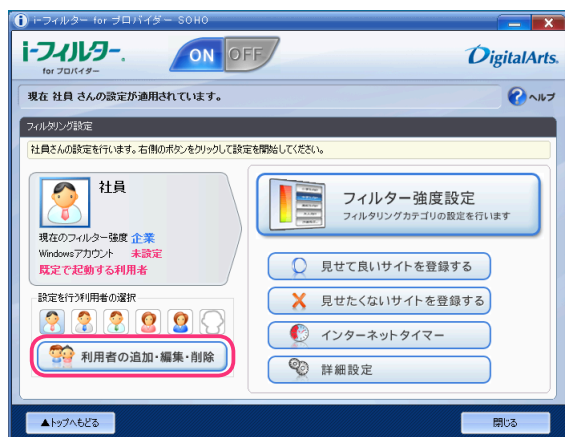 i-フィルター for プロバイダー SOHO
i-フィルター®
for プロバイダー
ON OFF
DigitalArts.
現在 社員 さんの設定が適用されています。
ヘルプ
フィルタリング設定
社員さんの設定を行います。右側のボタンをクリックして設定を開始してください。
社員
現在のフィルター強度 企業
Windowsアカウント 未設定
既定で起動する利用者
設定を行う利用者の選択
利用者の追加・編集・削除
フィルター強度設定
フィルタリングカテゴリの設定を行います
見せて良いサイトを登録する
見せたくないサイトを登録する
インターネットタイマー
詳細設定
▲トップへもどる
閉じる